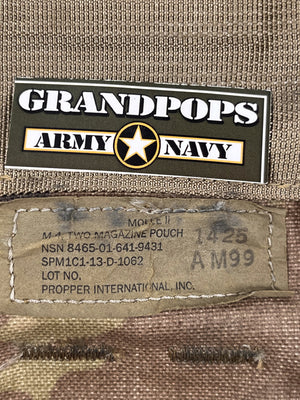 GRANDPOPS
ARMY NAVY
MOLLE II
M-4, TWO MAGAZINE POUCH
NSN 8465-01-641-9431
SPM1C1-13-D-1062
LOT NO.
PROPPER INTERNATIONAL, INC.
1425
A M99